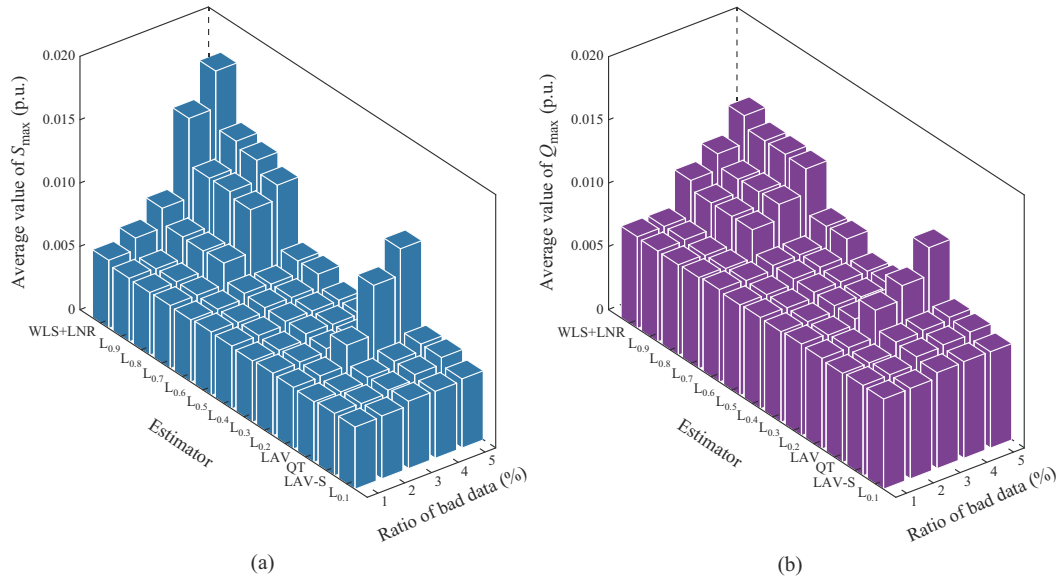 0.020
0.015
0.010
0.005
0
Average value of S_max (p.u.)
WLS+LNR
L_0.9
L_0.8
L_0.7
L_0.6
L_0.5
L_0.4
L_0.3
L_0.2
LAV
QT
LAV-S
L_0.1
Estimator
1
2
3
4
5
Ratio of bad data (%)
(a)
0.020
0.015
0.010
0.005
0
Average value of Q_max (p.u.)
WLS+LNR
L_0.9
L_0.8
L_0.7
L_0.6
L_0.5
L_0.4
L_0.3
L_0.2
LAV
QT
LAV-S
L_0.1
Estimator
1
2
3
4
5
Ratio of bad data (%)
(b)